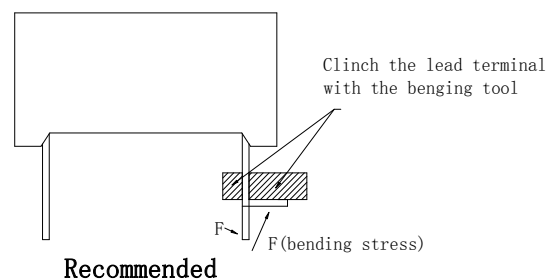 Clinch the lead terminal
with the benging tool
F
F(bending stress)
Recommended